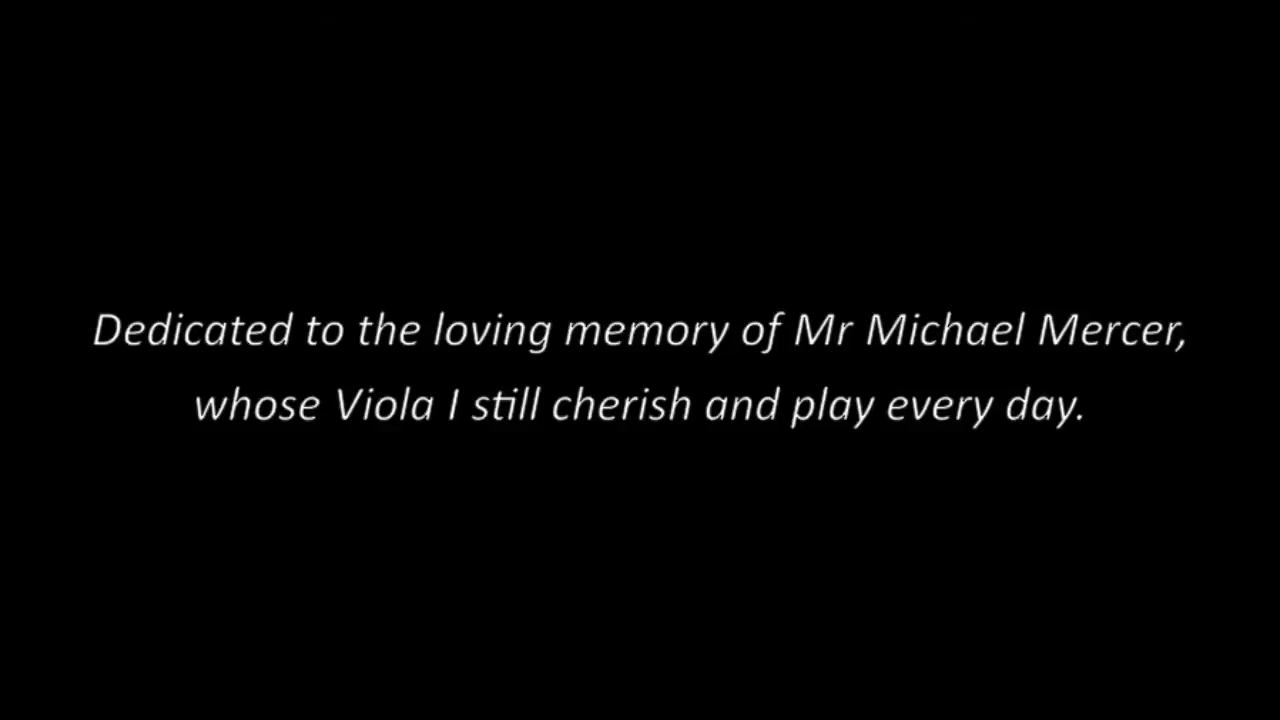 Dedicated to the loving memory of Mr Michael Mercer,
whose Viola I still cherish and play every day.